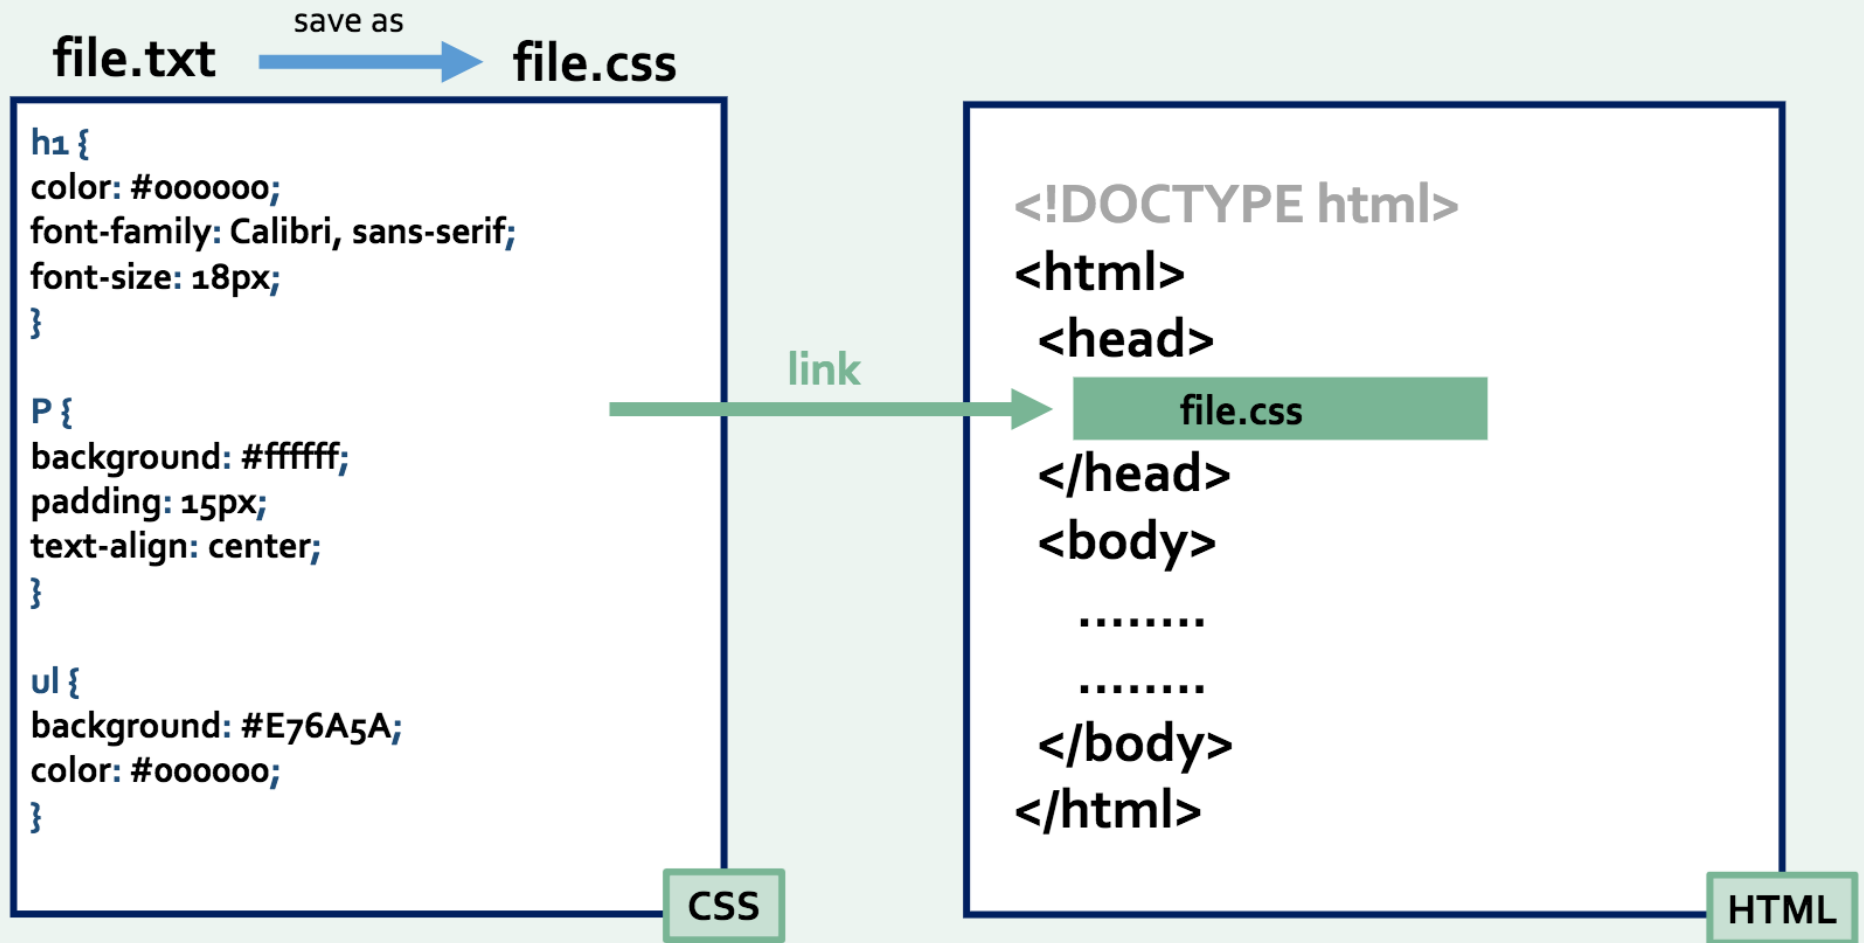 save as
file.txt file.css
h1 {
color: #000000;
font-family: Calibri, sans-serif;
font-size: 18px;
}
P {
background: #ffffff;
padding: 15px;
text-align: center;
}
ul {
background: #E76A5A;
color: #000000;
}
CSS
link
<!DOCTYPE html>
<html>
<head>
file.css
</head>
<body>
........
........
</body>
</html>
HTML